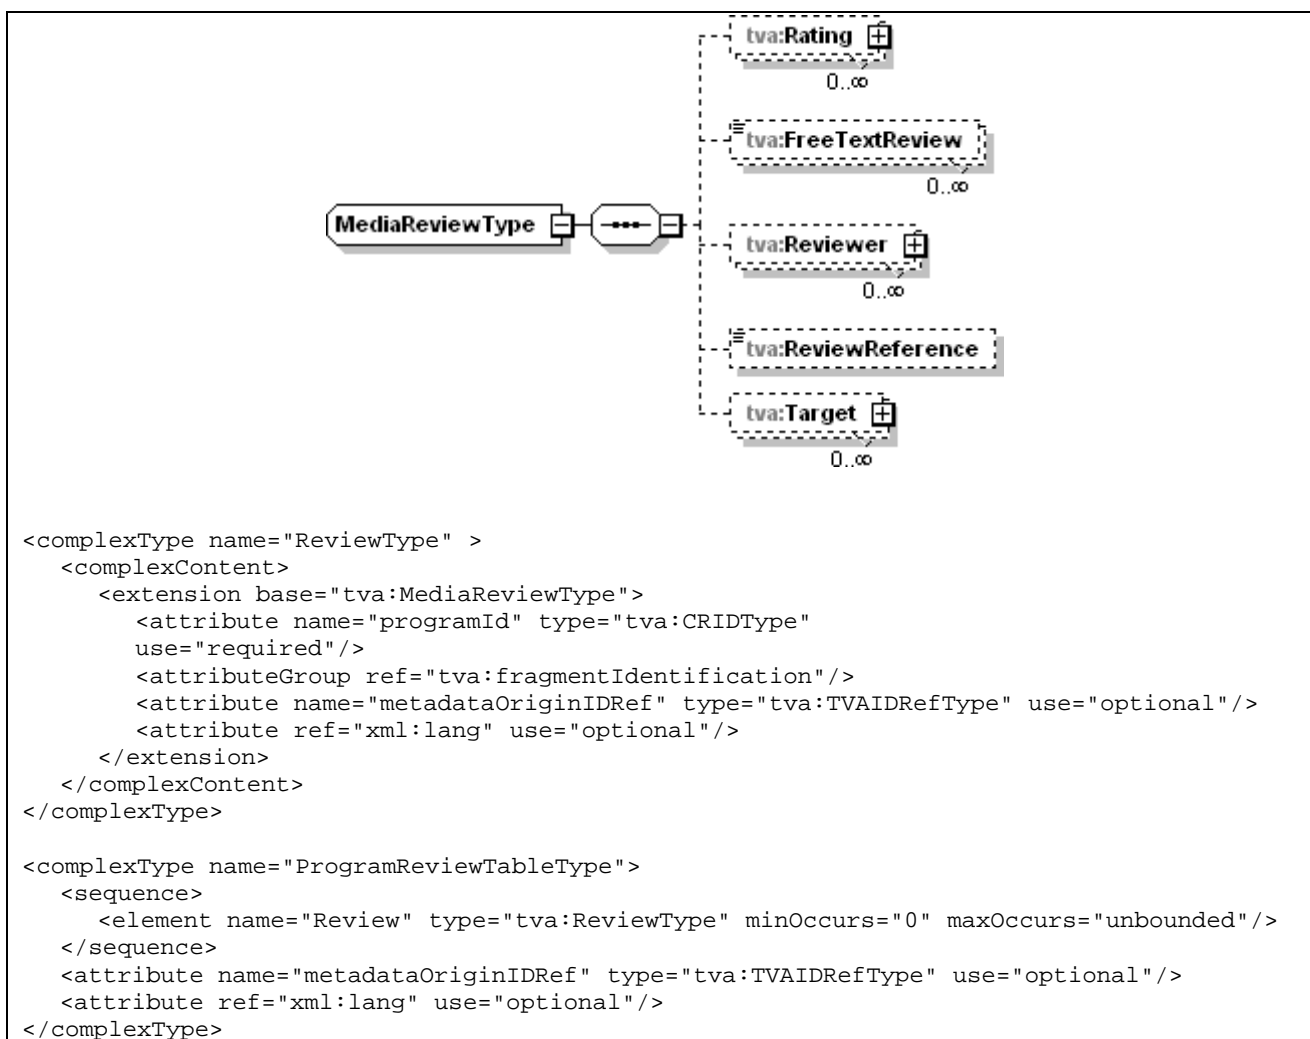 tva:Rating
0..∞
tva:FreeTextReview
0..∞
MediaReviewType
tva:Reviewer
0..∞
tva:ReviewReference
tva:Target
0..∞
<complexType name="ReviewType" >
<complexContent>
<extension base="tva:MediaReviewType">
<attribute name="programId" type="tva:CRIDType"
use="required"/>
<attributeGroup ref="tva:fragmentIdentification"/>
<attribute name="metadataOriginIDRef" type="tva:TVAIDRefType" use="optional"/>
<attribute ref="xml:lang" use="optional"/>
</extension>
</complexContent>
</complexType>
<complexType name="ProgramReviewTableType">
<sequence>
<element name="Review" type="tva:ReviewType" minOccurs="0" maxOccurs="unbounded"/>
</sequence>
<attribute name="metadataOriginIDRef" type="tva:TVAIDRefType" use="optional"/>
<attribute ref="xml:lang" use="optional"/>
</complexType>